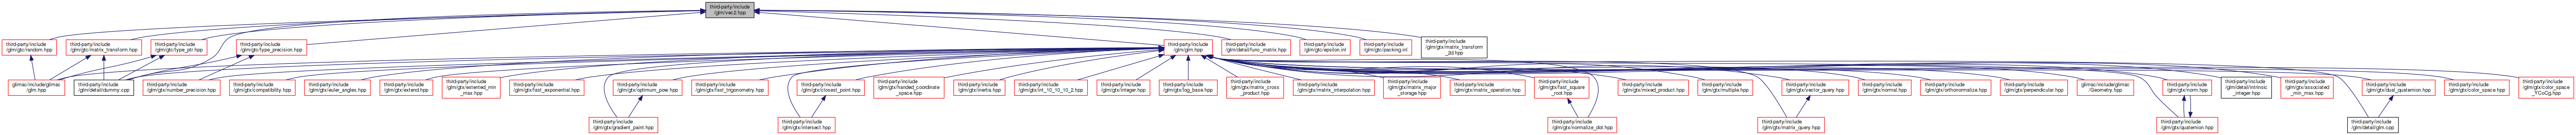 third-party/include
/glm/vec2.hpp
third-party/include
/glm/gtc/random.hpp
third-party/include
/glm/gtc/matrix_transform.hpp
third-party/include
/glm/gtc/type_ptr.hpp
third-party/include
/glm/gtc/type_precision.hpp
third-party/include
/glm/glm.hpp
third-party/include
/glm/detail/func_matrix.hpp
third-party/include
/glm/gtc/epsilon.inl
third-party/include
/glm/gtc/packing.inl
third-party/include
/glm/gtx/matrix_transform
_2d.hpp
glimac/include/glimac
/glm.hpp
third-party/include
/glm/detail/dummy.cpp
third-party/include
/glm/gtx/number_precision.hpp
third-party/include
/glm/gtx/compatibility.hpp
third-party/include
/glm/gtx/euler_angles.hpp
third-party/include
/glm/gtx/extend.hpp
third-party/include
/glm/gtx/extented_min
_max.hpp
third-party/include
/glm/gtx/fast_exponential.hpp
third-party/include
/glm/gtx/optimum_pow.hpp
third-party/include
/glm/gtx/fast_trigonometry.hpp
third-party/include
/glm/gtx/closest_point.hpp
third-party/include
/glm/gtx/handed_coordinate
_space.hpp
third-party/include
/glm/gtx/inertia.hpp
third-party/include
/glm/gtx/int_10_10_10_2.hpp
third-party/include
/glm/gtx/integer.hpp
third-party/include
/glm/gtx/log_base.hpp
third-party/include
/glm/gtx/matrix_cross
_product.hpp
third-party/include
/glm/gtx/matrix_interpolation.hpp
third-party/include
/glm/gtx/matrix_major
_storage.hpp
third-party/include
/glm/gtx/matrix_operation.hpp
third-party/include
/glm/gtx/fast_square
_root.hpp
third-party/include
/glm/gtx/mixed_product.hpp
third-party/include
/glm/gtx/multiple.hpp
third-party/include
/glm/gtx/vector_query.hpp
third-party/include
/glm/gtx/normal.hpp
third-party/include
/glm/gtx/orthonormalize.hpp
third-party/include
/glm/gtx/perpendicular.hpp
glimac/include/glimac
/Geometry.hpp
third-party/include
/glm/gtx/norm.hpp
third-party/include
/glm/detail/intrinsic
_integer.hpp
third-party/include
/glm/gtx/associated
_min_max.hpp
third-party/include
/glm/gtx/dual_quaternion.hpp
third-party/include
/glm/gtx/color_space.hpp
third-party/include
/glm/gtx/color_space
_YCoCg.hpp
third-party/include
/glm/gtx/gradient_paint.hpp
third-party/include
/glm/gtx/intersect.hpp
third-party/include
/glm/gtx/normalize_dot.hpp
third-party/include
/glm/gtx/matrix_query.hpp
third-party/include
/glm/gtx/quaternion.hpp
third-party/include
/glm/detail/glm.cpp